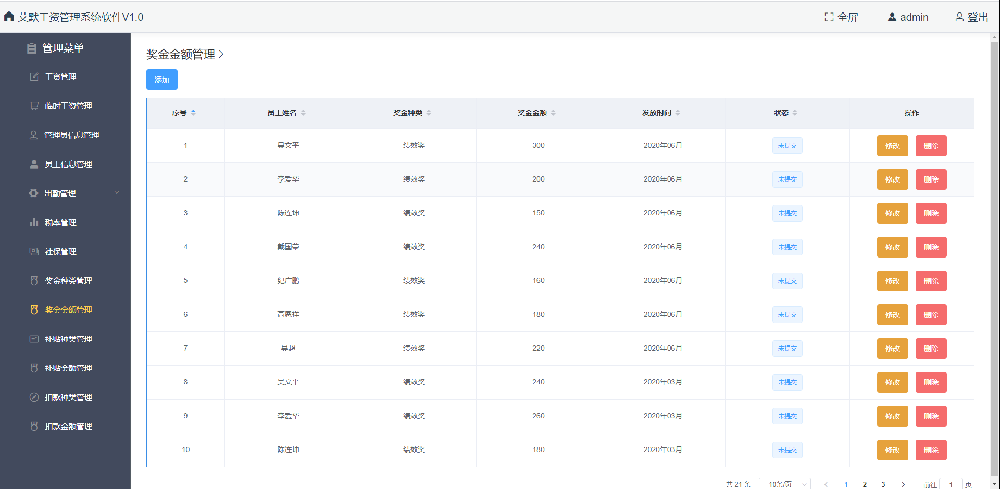 艾默工资管理系统软件V1.0 全屏 admin 登出
管理菜单
工资管理
临时工资管理
管理员信息管理
员工信息管理
出勤管理
税率管理
社保管理
奖金种类管理
奖金金额管理
补贴种类管理
补贴金额管理
扣款种类管理
扣款金额管理
奖金金额管理
添加
序号 员工姓名 奖金种类 奖金金额 发放时间 状态 操作
1 吴文平 绩效奖 300 2020年06月 未提交 修改 删除
2 李爱华 绩效奖 200 2020年06月 未提交 修改 删除
3 陈连坤 绩效奖 150 2020年06月 未提交 修改 删除
4 戴国荣 绩效奖 240 2020年06月 未提交 修改 删除
5 纪广鹏 绩效奖 160 2020年06月 未提交 修改 删除
6 高恩祥 绩效奖 180 2020年06月 未提交 修改 删除
7 吴超 绩效奖 220 2020年06月 未提交 修改 删除
8 吴文平 绩效奖 240 2020年03月 未提交 修改 删除
9 李爱华 绩效奖 260 2020年03月 未提交 修改 删除
10 陈连坤 绩效奖 180 2020年03月 未提交 修改 删除
共 21 条 10条/页 1 2 3 前往 1 页